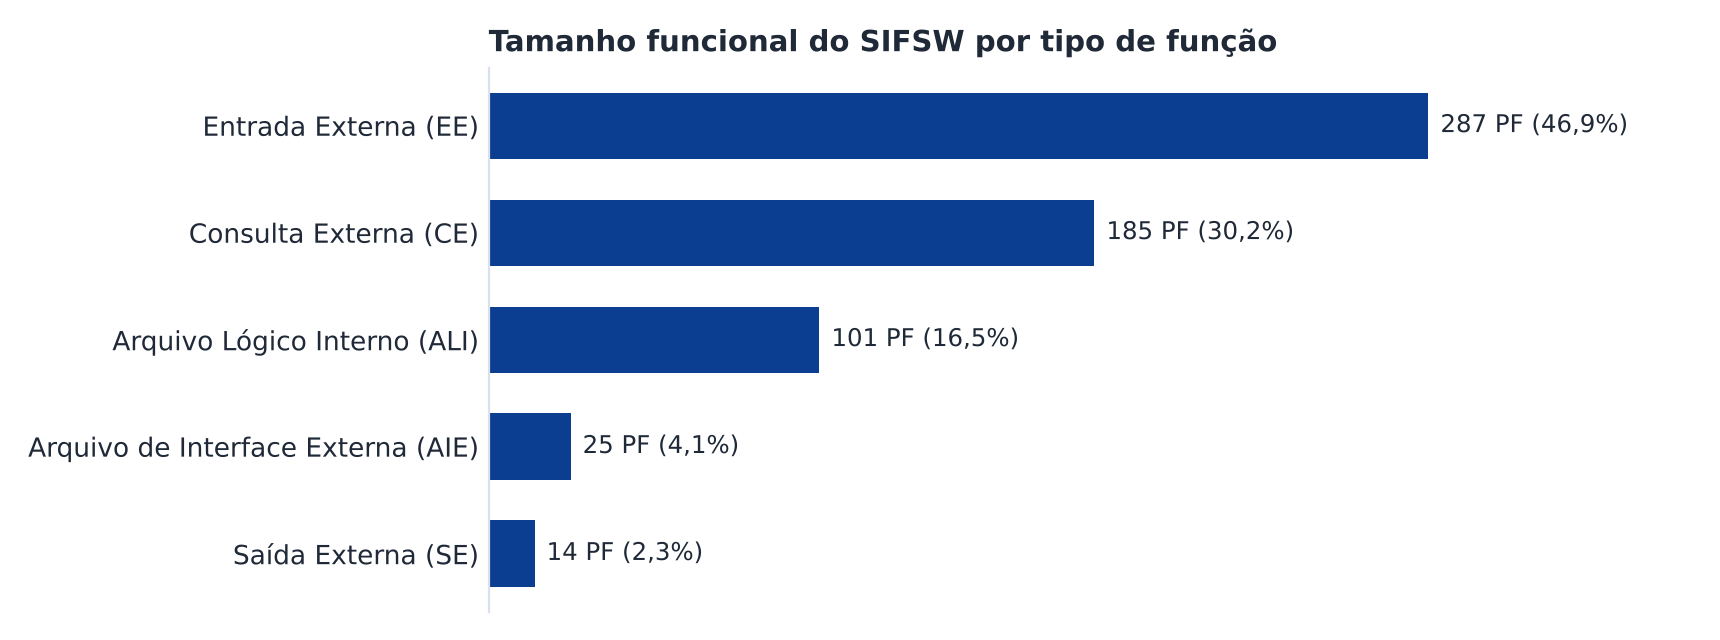 Tamanho funcional do SIFSW por tipo de função
Entrada Externa (EE) 287 PF (46,9%)
Consulta Externa (CE) 185 PF (30,2%)
Arquivo Lógico Interno (ALI) 101 PF (16,5%)
Arquivo de Interface Externa (AIE) 25 PF (4,1%)
Saída Externa (SE) 14 PF (2,3%)